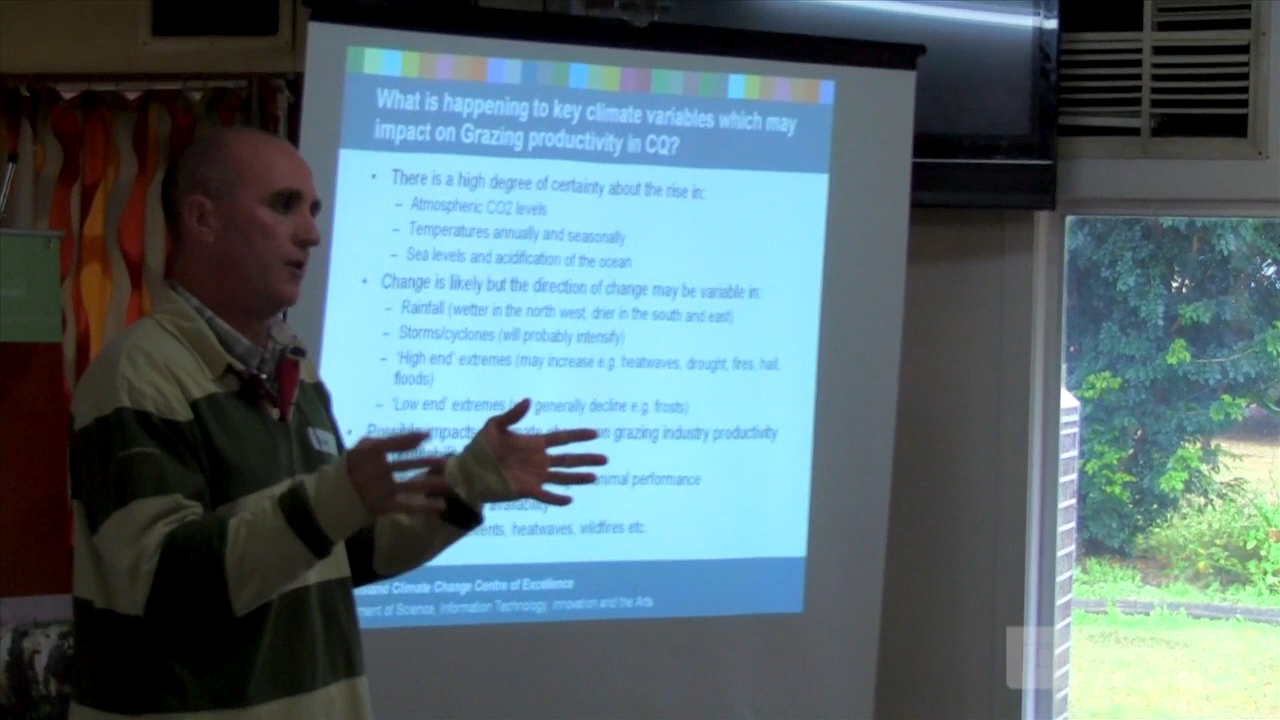 What is happening to key climate variables which may
impact on Grazing productivity in CQ?
• There is a high degree of certainty about the rise in:
– Atmospheric CO2 levels
– Temperatures annually and seasonally
– Sea levels and acidification of the ocean
• Change is likely but the direction of change may be variable in:
– Rainfall (wetter in the north west, drier in the south and east)
– Storms/cyclones (will probably intensify)
– 'High end' extremes (may increase e.g. heatwaves, drought, fires, hail,
floods)
– 'Low end' extremes generally decline e.g. frosts)
• Possible impacts on grazing industry productivity
animal performance
availability
heatwaves, wildfires etc.
Climate Change Centre of Excellence
of Science, Information Technology, Innovation and the Arts